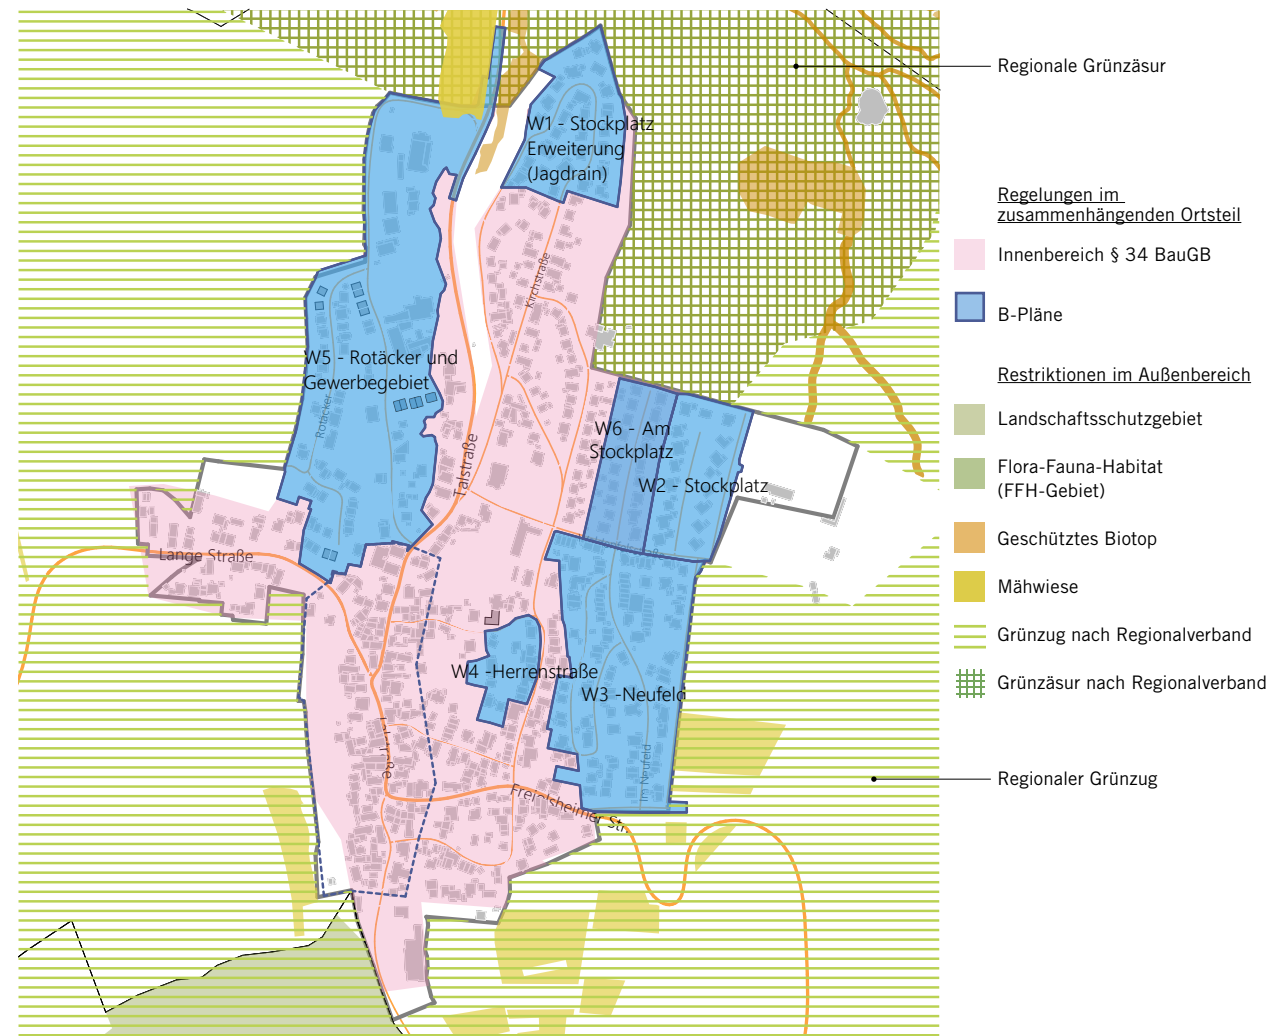 Regionale Grünzäsur
W1 - Stockplatz
Erweiterung
(Jagdrain)
Regelungen im
zusammenhängenden Ortsteil
Innenbereich § 34 BauGB
Kirchstraße
B-Pläne
W5 - Rotäcker und
Gewerbegebiet
Rotäcker
Restriktionen im Außenbereich
Landschaftsschutzgebiet
W6 - Am
Stockplatz
Talstraße
Flora-Fauna-Habitat
(FFH-Gebiet)
W2 - Stockplatz
Geschütztes Biotop
Lange Straße
Mähwiese
Grünzug nach Regionalverband
W4 -Herrenstraße
W3 -Neufeld
Grünzäsur nach Regionalverband
Talstraße
Im Neufeld
Regionaler Grünzug
Freiolsheimer Str.